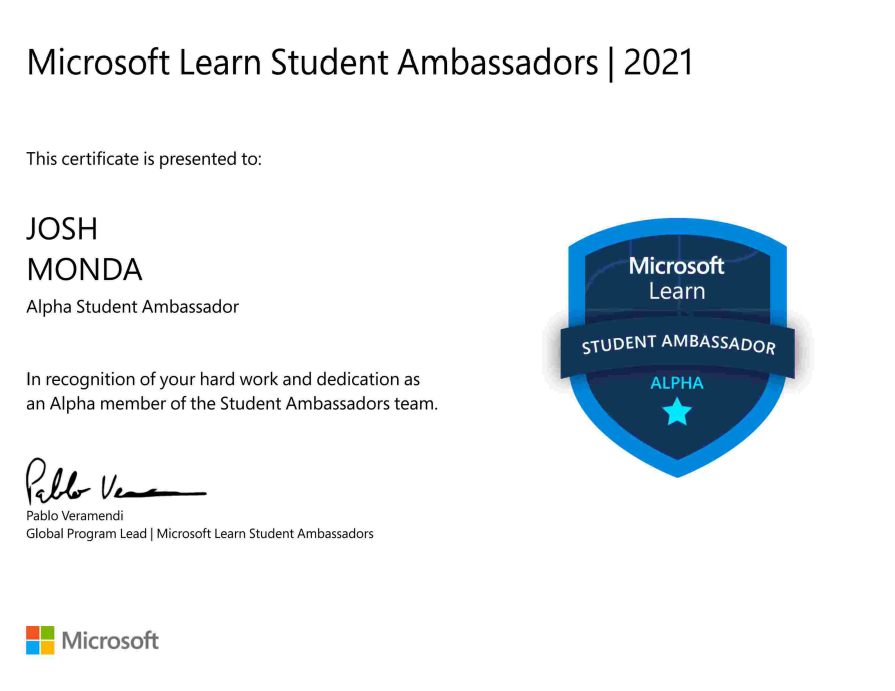 Microsoft Learn Student Ambassadors | 2021
This certificate is presented to:
JOSH
MONDA
Alpha Student Ambassador
In recognition of your hard work and dedication as
an Alpha member of the Student Ambassadors team.
Microsoft
Learn
STUDENT AMBASSADOR
ALPHA
Pablo Vera
Pablo Veramendi
Global Program Lead | Microsoft Learn Student Ambassadors
Microsoft